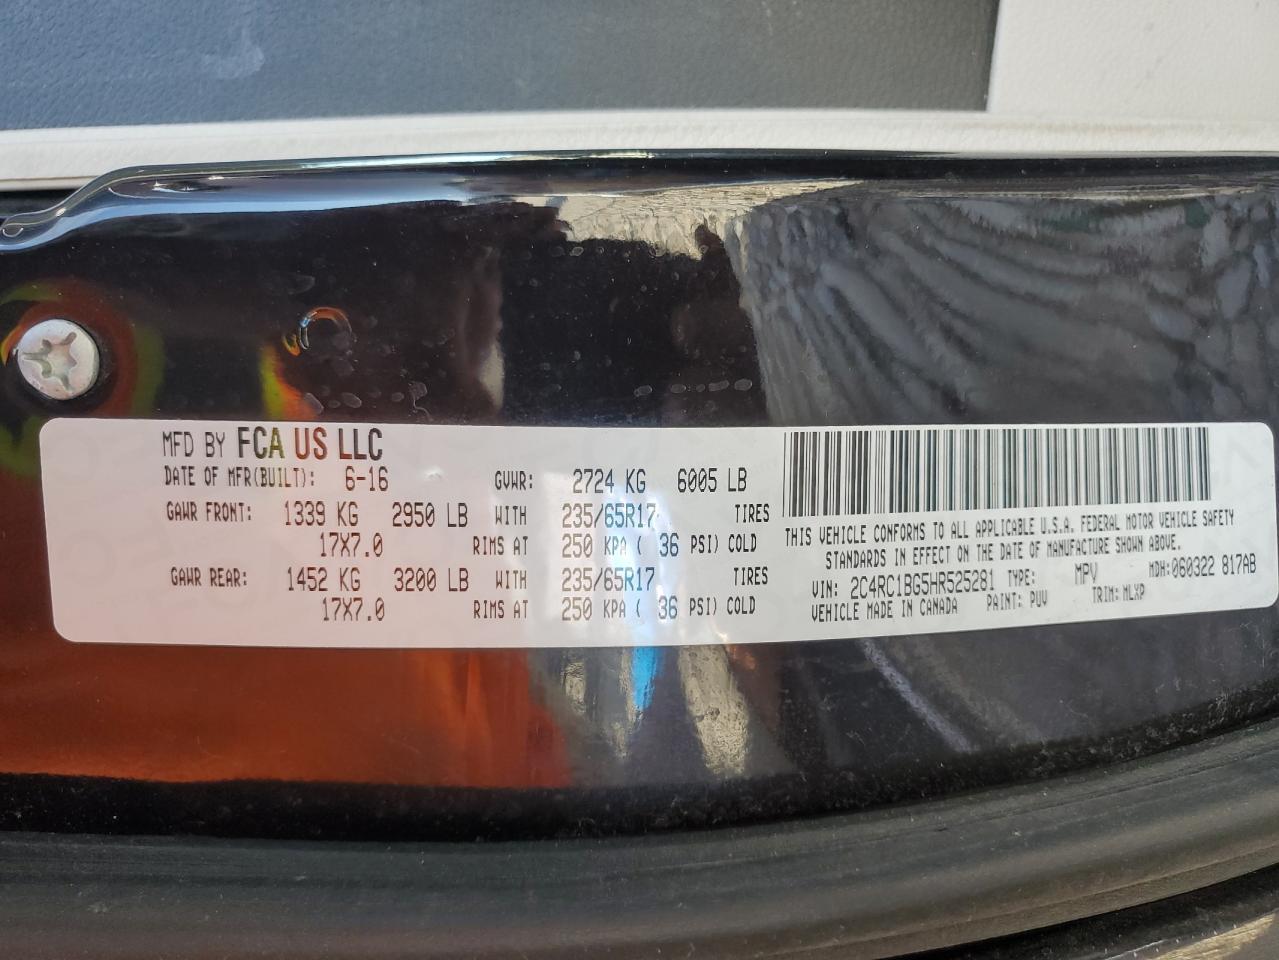 MFD BY FCA US LLC
DATE OF MFR(BUILT): 6-16 GVWR: 2724 KG 6005 LB
GAWR FRONT: 1339 KG 2950 LB WITH 235/65R17 TIRES
17X7.0 RIMS AT 250 KPA ( 36 PSI) COLD
GAWR REAR: 1452 KG 3200 LB WITH 235/65R17 TIRES
17X7.0 RIMS AT 250 KPA ( 36 PSI) COLD
THIS VEHICLE CONFORMS TO ALL APPLICABLE U.S.A. FEDERAL MOTOR VEHICLE SAFETY
STANDARDS IN EFFECT ON THE DATE OF MANUFACTURE SHOWN ABOVE.
VIN: 2C4RC1BG5HR525281 TYPE: MPV MDH: 060322 817AB
VEHICLE MADE IN CANADA PAINT: PUV TRIM: MLXP